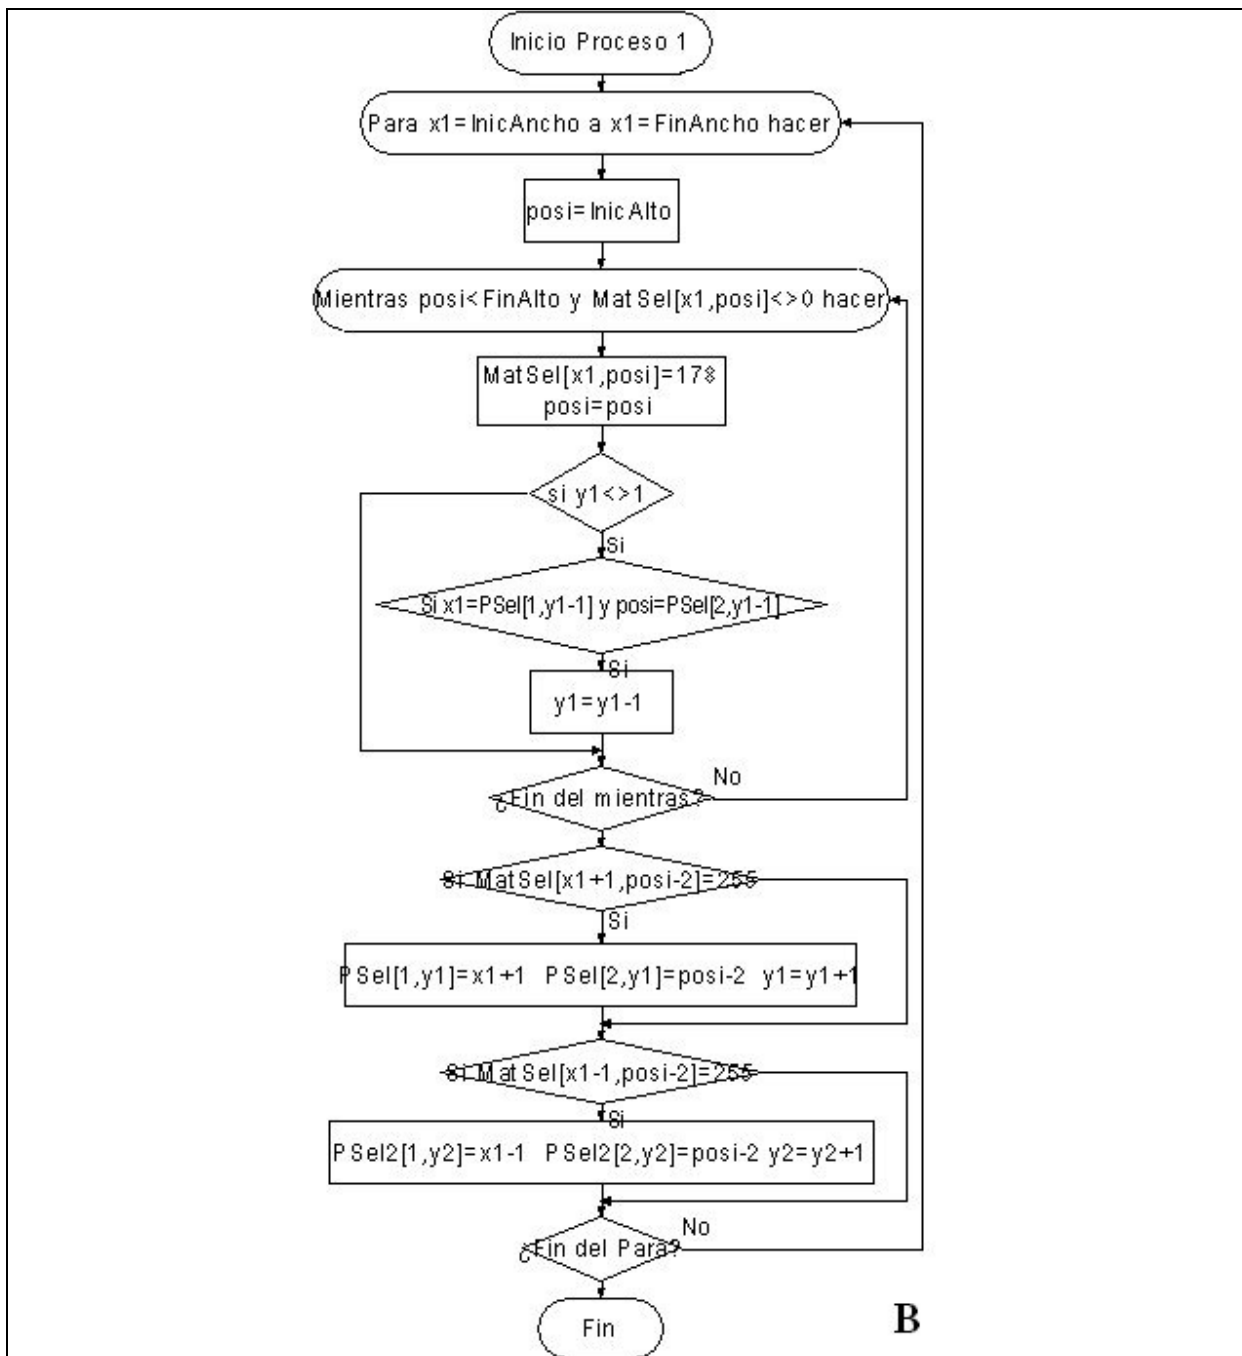 Inicio Proceso 1
Para x1=InicAncho a x1=FinAncho hacer
posi=InicAlto
Mientras posi<FinAlto y MatSel[x1,posi]<>0 hacer
MatSel[x1,posi]=178
posi=posi
si y1<>1
Si
Si x1=PSel[1,y1-1] y posi=PSel[2,y1-1]
Si
y1=y1-1
No
¿Fin del mientras?
Si MatSel[x1+1,posi-2]=255
Si
PSel[1,y1]=x1+1 PSel[2,y1]=posi-2 y1=y1+1
Si MatSel[x1-1,posi-2]=255
Si
PSel2[1,y2]=x1-1 PSel2[2,y2]=posi-2 y2=y2+1
No
¿Fin del Para?
Fin
B